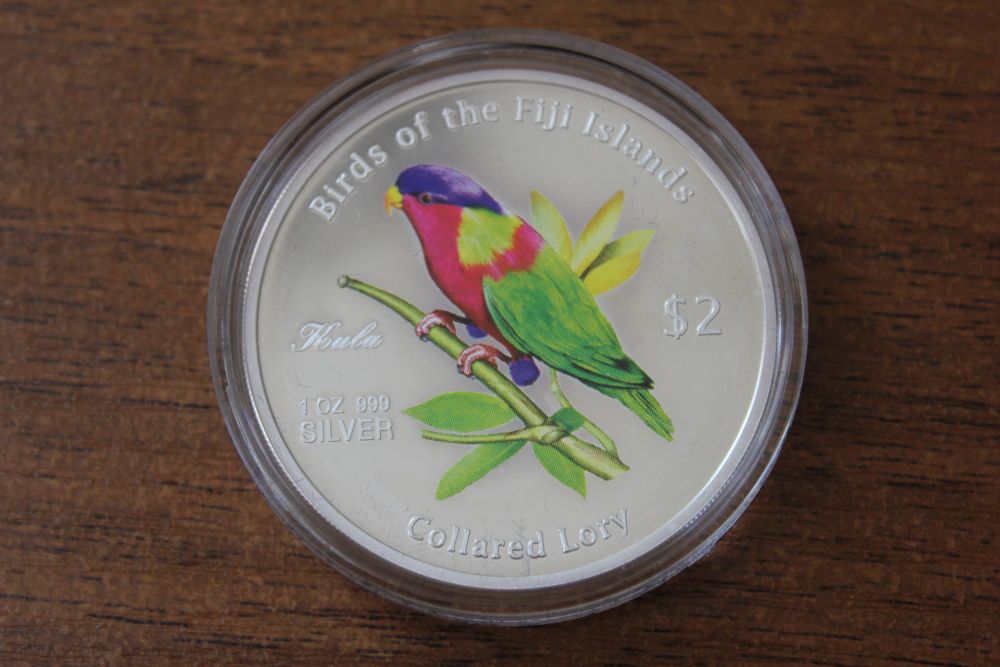 Birds of the Fiji Islands
$2
Kula
1 OZ 999
SILVER
Collared Lory